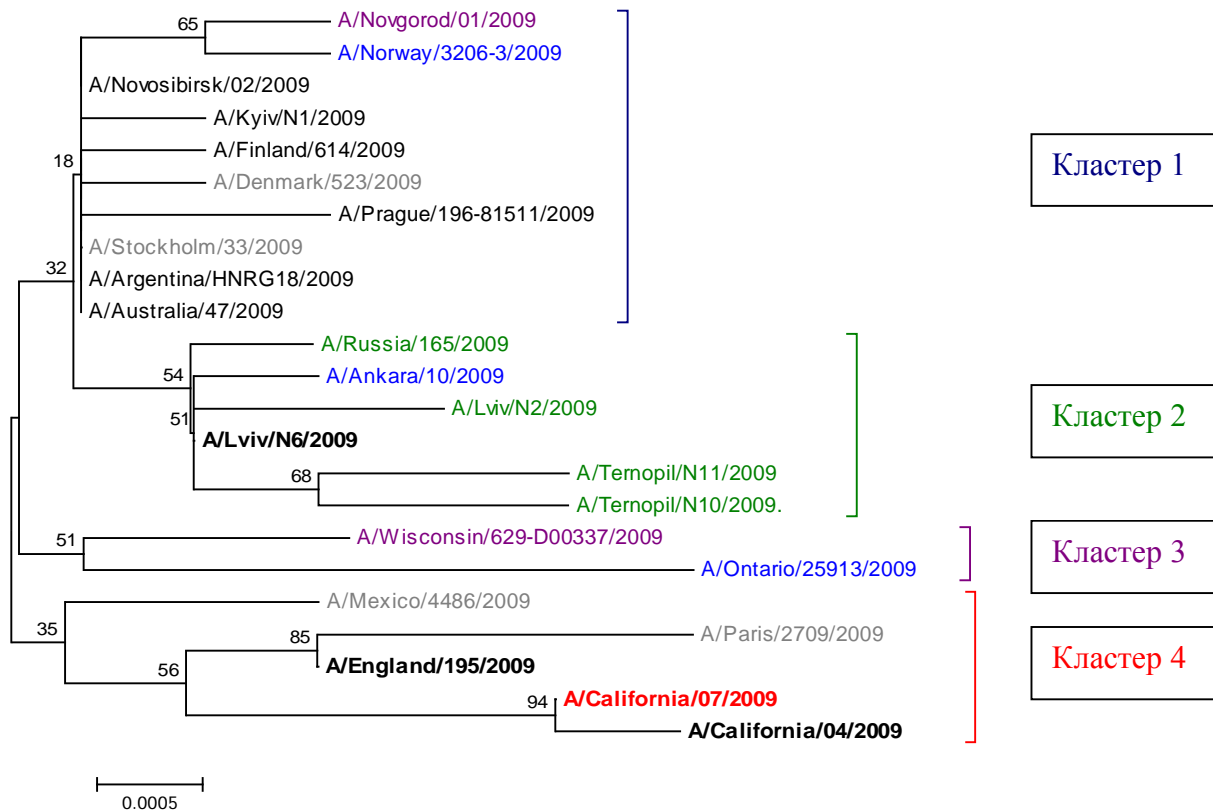 65
A/Novgorod/01/2009
A/Norway/3206-3/2009
A/Novosibirsk/02/2009
A/Kyiv/N1/2009
A/Finland/614/2009
18
A/Denmark/523/2009
A/Prague/196-81511/2009
A/Stockholm/33/2009
32
A/Argentina/HNRG18/2009
A/Australia/47/2009
Кластер 1
A/Russia/165/2009
54
A/Ankara/10/2009
A/Lviv/N2/2009
51
A/Lviv/N6/2009
68
A/Ternopil/N11/2009
A/Ternopil/N10/2009.
Кластер 2
51
A/Wisconsin/629-D00337/2009
A/Ontario/25913/2009
Кластер 3
A/Mexico/4486/2009
35
85
A/Paris/2709/2009
A/England/195/2009
56
94
A/California/07/2009
A/California/04/2009
Кластер 4
0.0005